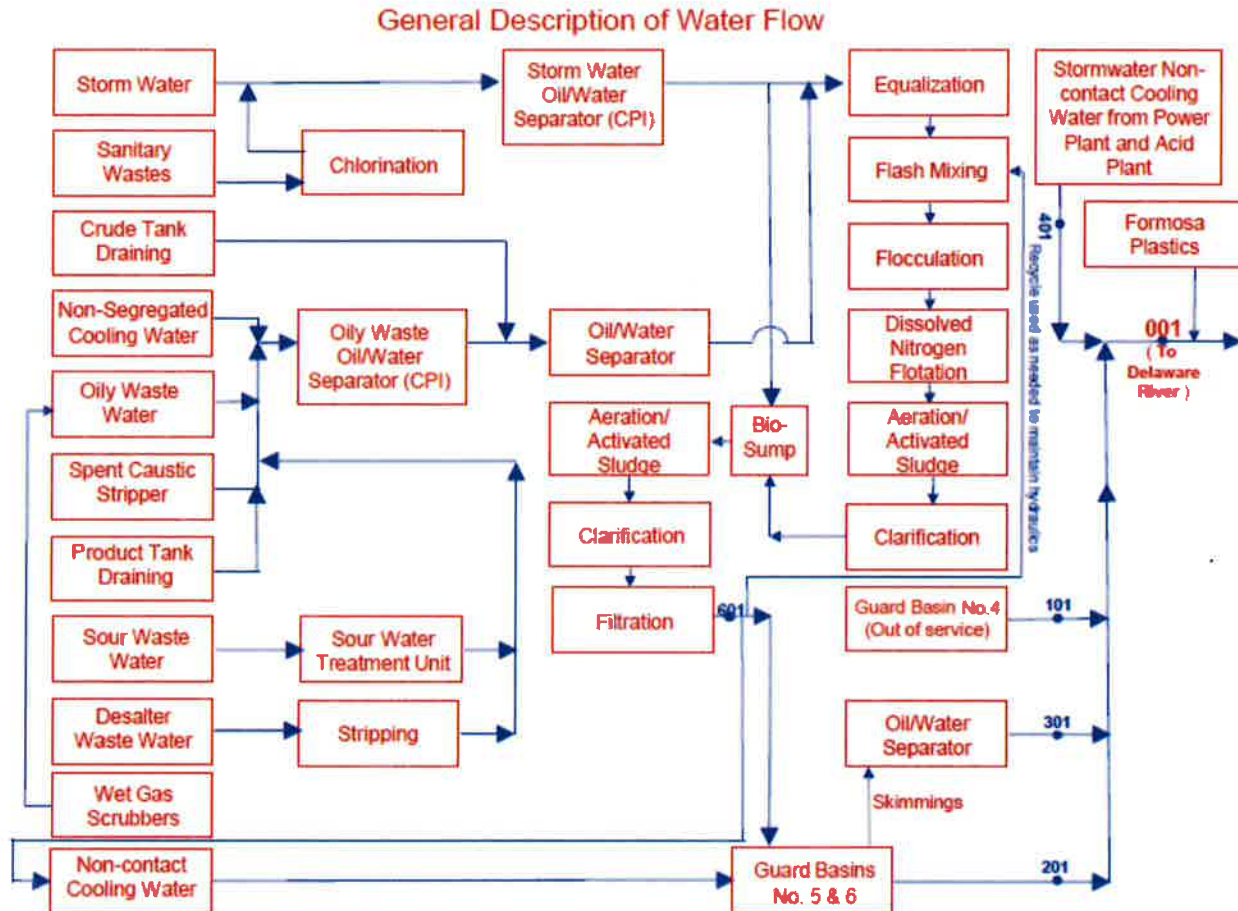 General Description of Water Flow
Storm Water
Storm Water
Oil/Water
Separator (CPI)
Equalization
Stormwater Non-
contact Cooling
Water from Power
Plant and Acid
Plant
Sanitary
Wastes
Chlorination
Flash Mixing
Crude Tank
Draining
Flocculation
401
Formosa
Plastics
Recycle used as needed to maintain hydraulics
Non-Segregated
Cooling Water
Oily Waste
Oil/Water
Separator (CPI)
Oil/Water
Separator
Dissolved
Nitrogen
Flotation
001
( To
Delaware
River )
Oily Waste
Water
Aeration/
Activated
Sludge
Bio-
Sump
Aeration/
Activated
Sludge
Spent Caustic
Stripper
Product Tank
Draining
Clarification
Clarification
Sour Waste
Water
Sour Water
Treatment Unit
Filtration
601
Guard Basin No.4
(Out of service)
101
Desalter
Waste Water
Stripping
Oil/Water
Separator
301
Wet Gas
Scrubbers
Skimmings
Non-contact
Cooling Water
Guard Basins
No. 5 & 6
201